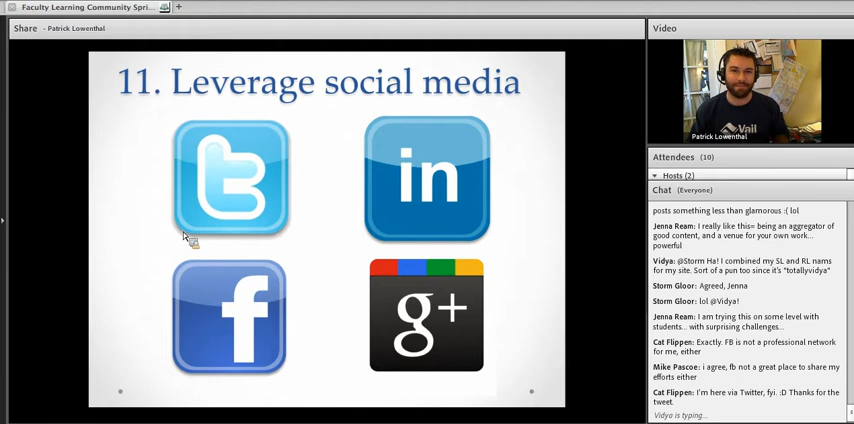 Faculty Learning Community Spri...
Share - Patrick Lowenthal
11. Leverage social media
t
in
f
g+
Video
Vail
Patrick Lowenthal
Attendees (10)
Hosts (2)
Chat (Everyone)
posts something less than glamorous :( lol
Jenna Ream: I really like this= being an aggregator of
good content, and a venue for your own work...
powerful
Vidya: @Storm Ha! I combined my SL and RL nams
for my site. Sort of a pun too since it's "totallyvidya"
Storm Gloor: Agreed, Jenna
Storm Gloor: lol @Vidya!
Jenna Ream: I am trying this on some level with
students... with surprising challenges...
Cat Flippen: Exactly. FB is not a professional network
for me, either
Mike Pascoe: i agree, fb not a great place to share my
efforts either
Cat Flippen: I'm here via Twitter, fyi. :D Thanks for the
tweet.
Vidya is typing...